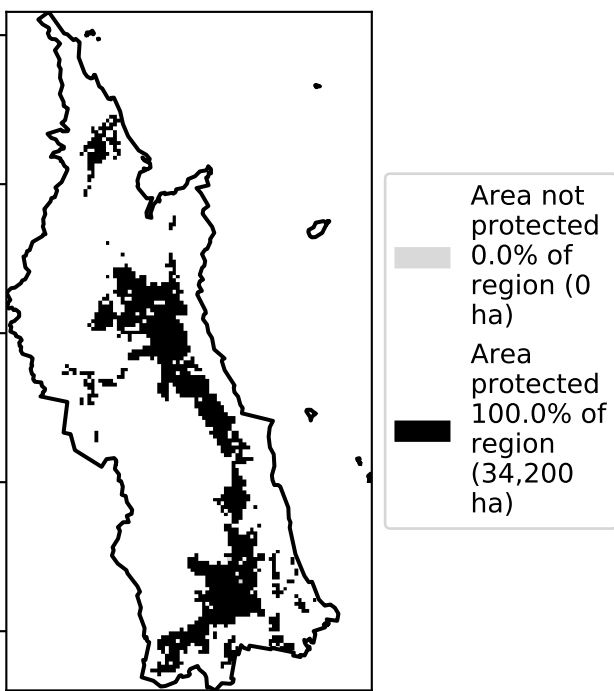 Area not
protected
0.0% of
region (0
ha)
Area
protected
100.0% of
region
(34,200
ha)